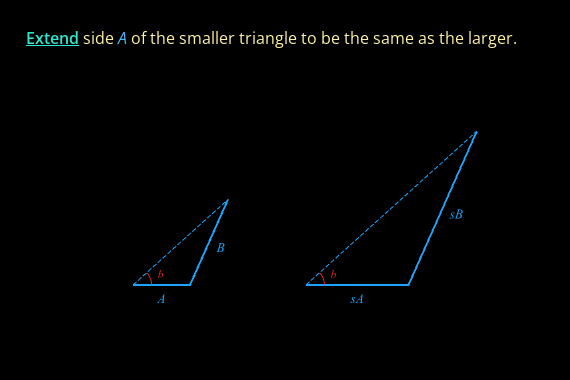 Extend side A of the smaller triangle to be the same as the larger.
sB
B
b
b
A
sA